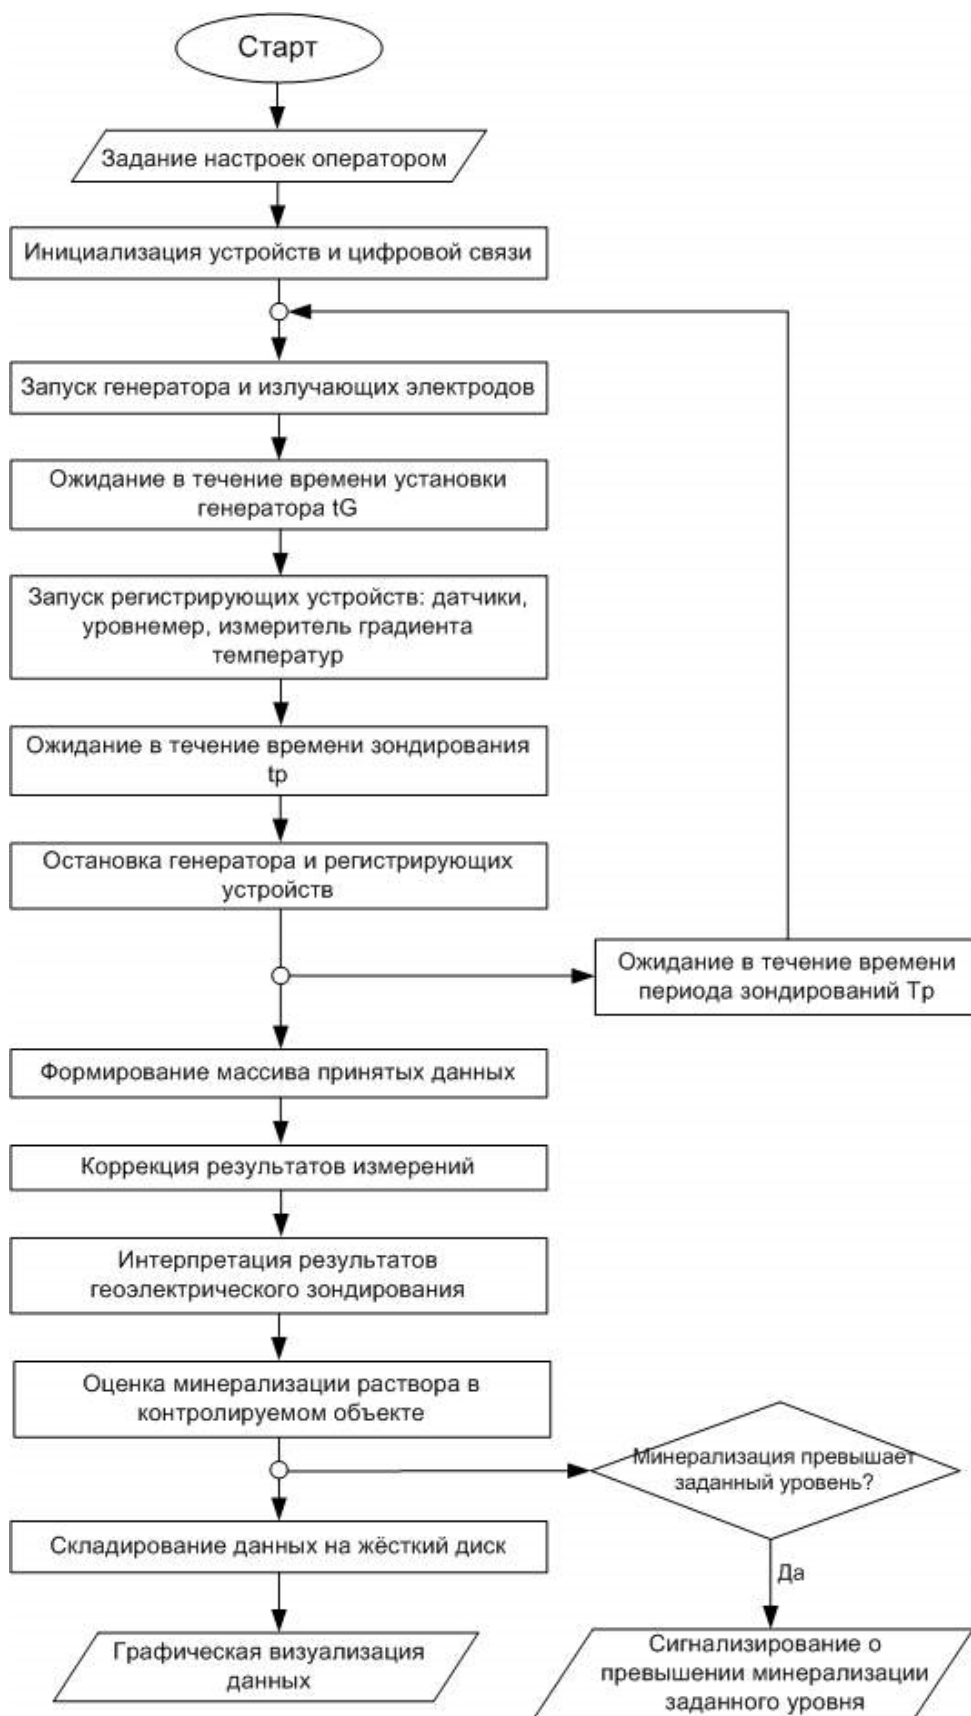 Старт
Задание настроек оператором
Инициализация устройств и цифровой связи
Запуск генератора и излучающих электродов
Ожидание в течение времени установки
генератора tG
Запуск регистрирующих устройств: датчики,
уровнемер, измеритель градиента
температур
Ожидание в течение времени зондирования
tp
Остановка генератора и регистрирующих
устройств
Ожидание в течение времени
периода зондирований Tp
Формирование массива принятых данных
Коррекция результатов измерений
Интерпретация результатов
геоэлектрического зондирования
Оценка минерализации раствора в
контролируемом объекте
Минерализация превышает
заданный уровень?
Складирование данных на жёсткий диск
Да
Графическая визуализация
данных
Сигнализирование о
превышении минерализации
заданного уровня